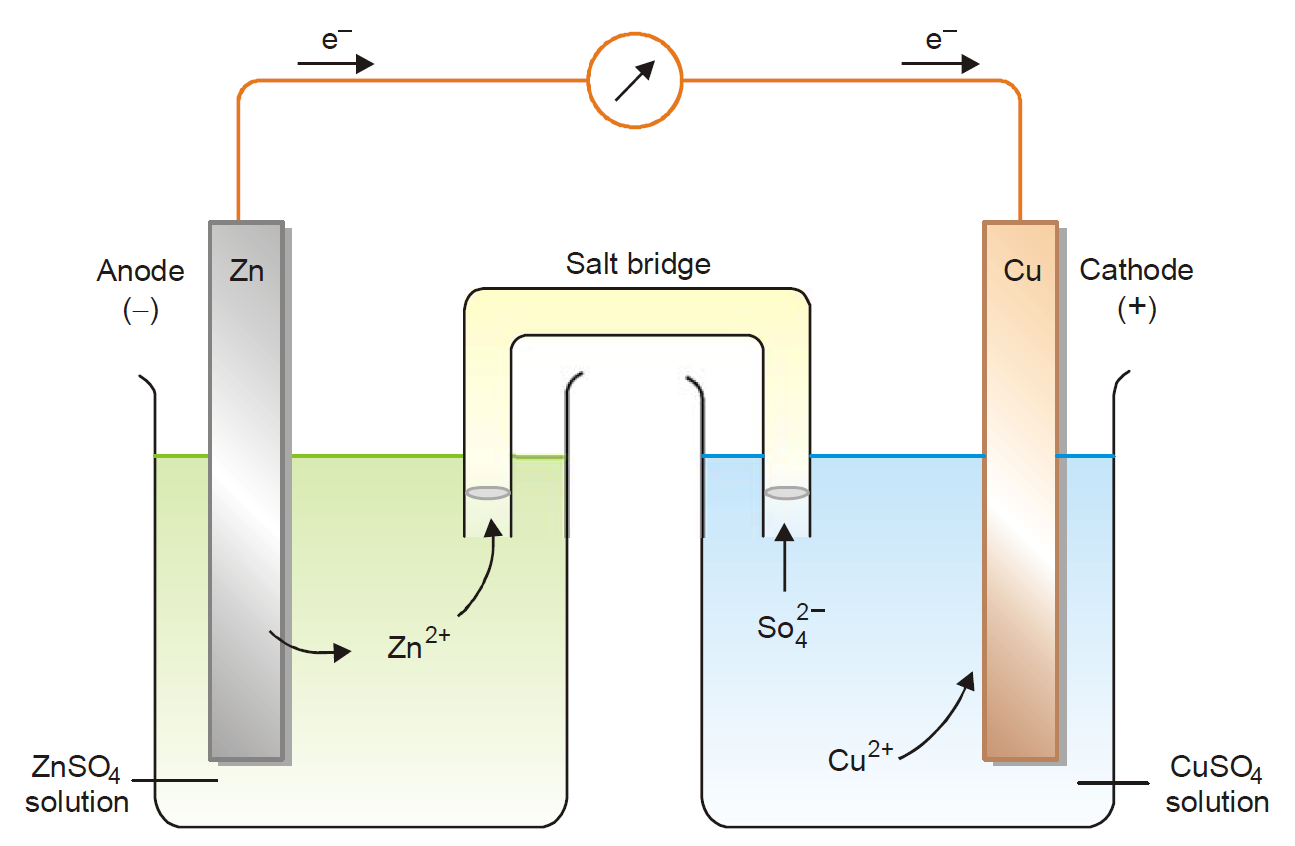 e⁻
e⁻
Anode
(–)
Zn
Salt bridge
Cu
Cathode
(+)
Zn²⁺
So₄²⁻
Cu²⁺
ZnSO₄
solution
CuSO₄
solution